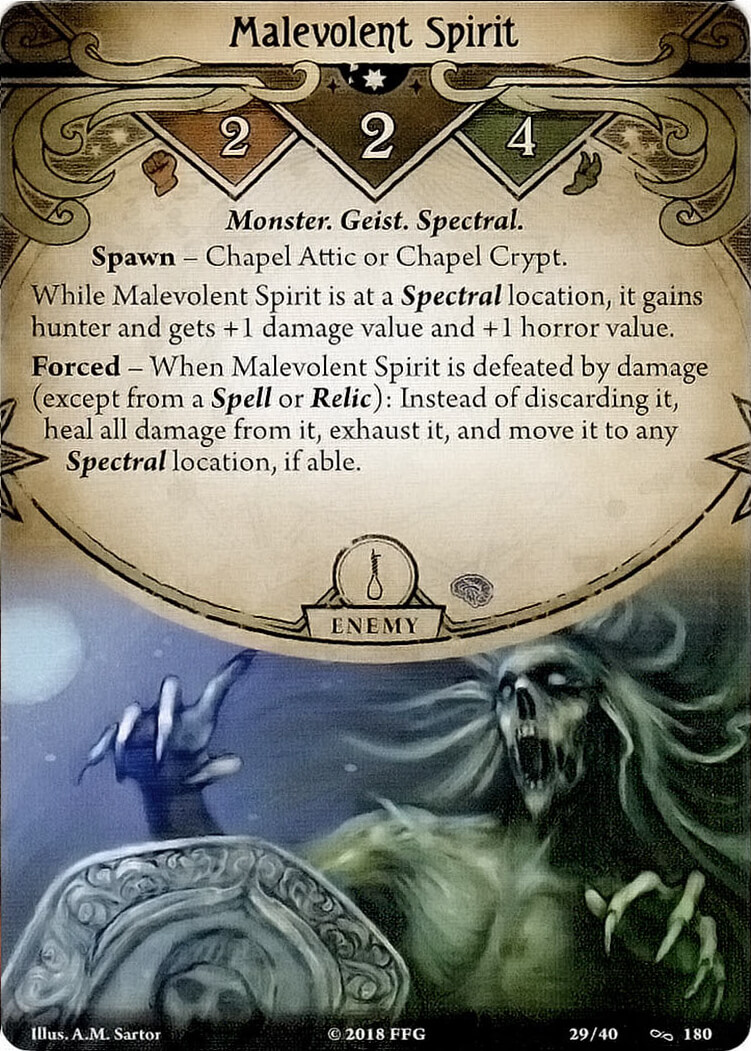 Malevolent Spirit
2 2 4
Monster. Geist. Spectral.
Spawn – Chapel Attic or Chapel Crypt.
While Malevolent Spirit is at a Spectral location, it gains
hunter and gets +1 damage value and +1 horror value.
Forced – When Malevolent Spirit is defeated by damage
(except from a Spell or Relic): Instead of discarding it,
heal all damage from it, exhaust it, and move it to any
Spectral location, if able.
ENEMY
Illus. A.M. Sartor © 2018 FFG 29/40 180